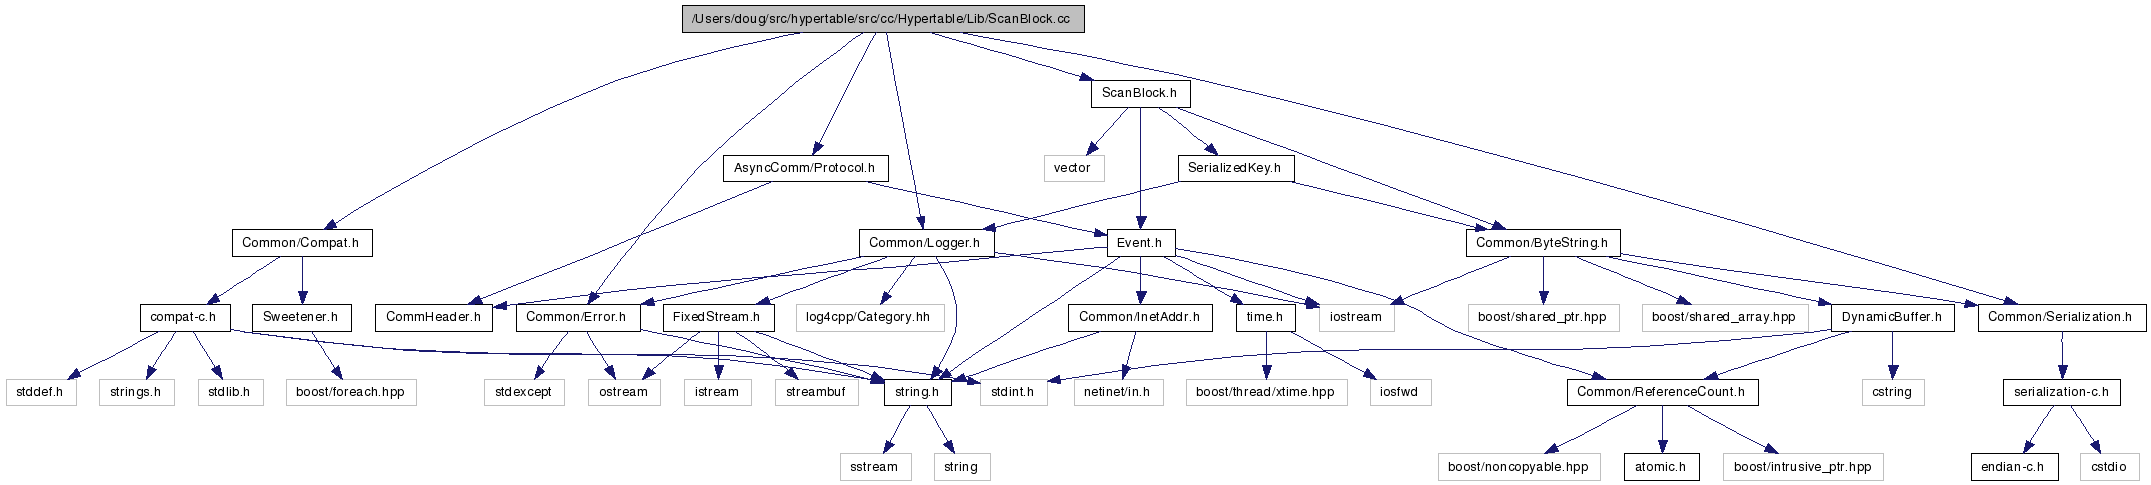 /Users/doug/src/hypertable/src/cc/Hypertable/Lib/ScanBlock.cc
ScanBlock.h
AsyncComm/Protocol.h
vector
SerializedKey.h
Common/Compat.h
Common/Logger.h
Event.h
Common/ByteString.h
compat-c.h
Sweetener.h
CommHeader.h
Common/Error.h
FixedStream.h
log4cpp/Category.hh
Common/InetAddr.h
time.h
iostream
boost/shared_ptr.hpp
boost/shared_array.hpp
DynamicBuffer.h
Common/Serialization.h
stddef.h
strings.h
stdlib.h
boost/foreach.hpp
stdexcept
ostream
istream
streambuf
string.h
stdint.h
netinet/in.h
boost/thread/xtime.hpp
iosfwd
Common/ReferenceCount.h
cstring
serialization-c.h
sstream
string
boost/noncopyable.hpp
atomic.h
boost/intrusive_ptr.hpp
endian-c.h
cstdio